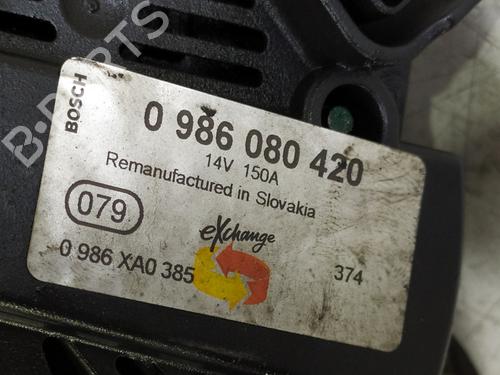 B-PARTS
BOSCH
0 986 080 420
14V 150A
Remanufactured in Slovakia
079
eXchange
0 986 XA0 385
374